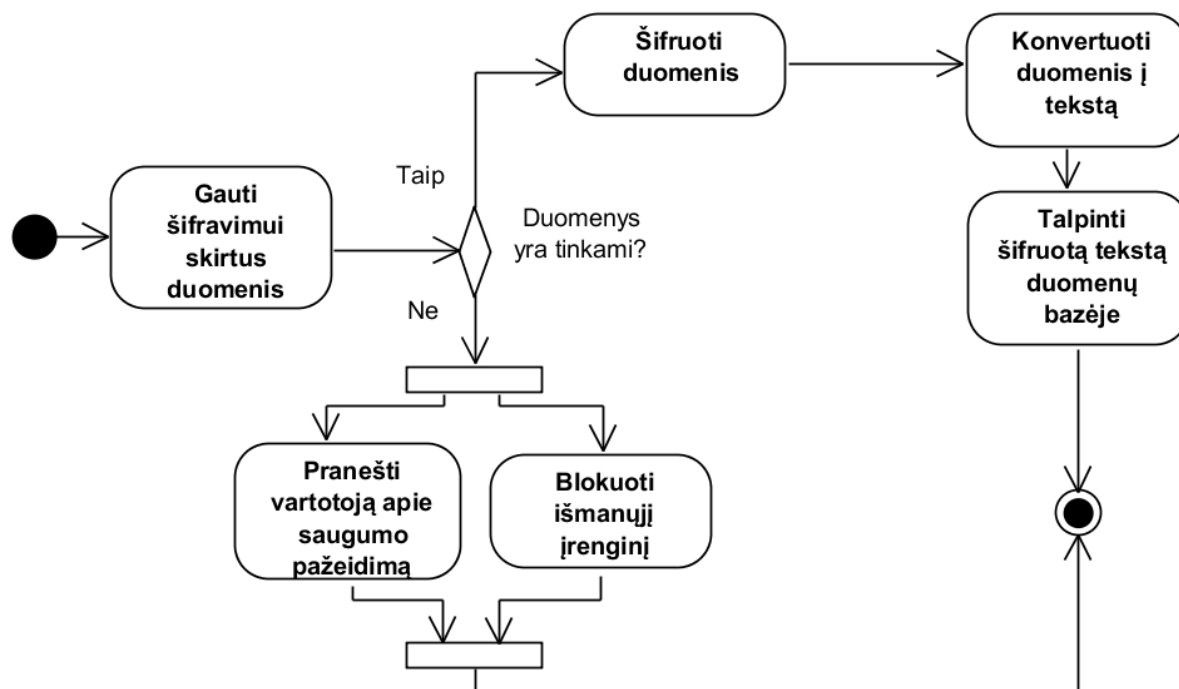 Šifruoti
duomenis
Konvertuoti
duomenis į
tekstą
Taip
Gauti
šifravimui
skirtus
duomenis
Duomenys
yra tinkami?
Talpinti
šifruotą tekstą
duomenų
bazėje
Ne
Pranešti
vartotoją apie
saugumo
pažeidimą
Blokuoti
išmanųjį
įrenginį